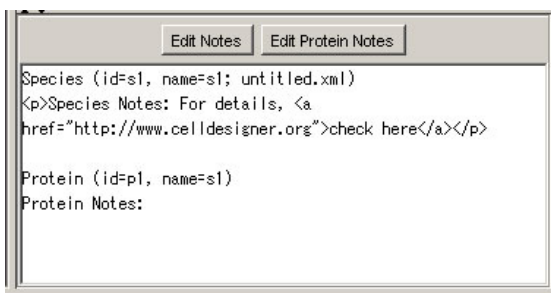 Edit Notes Edit Protein Notes
Species (id=s1, name=s1; untitled.xml)
<p>Species Notes: For details, <a
href="http://www.celldesigner.org">check here</a></p>
Protein (id=p1, name=s1)
Protein Notes: